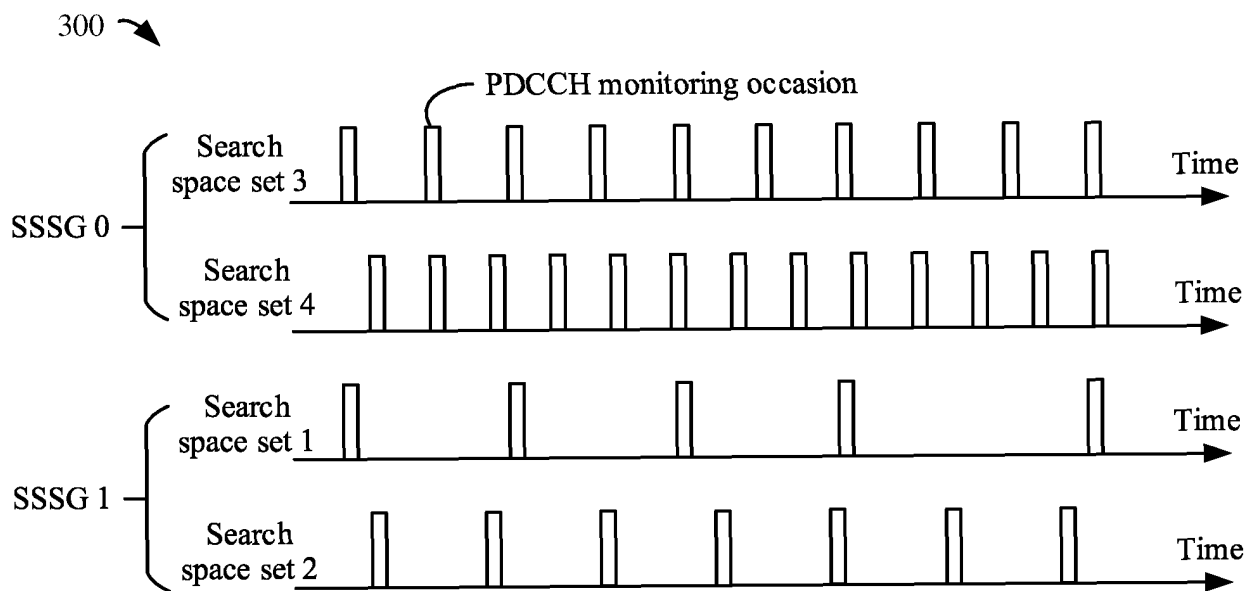 300
PDCCH monitoring occasion
Search
space set 3
Time
SSSG 0
Search
space set 4
Time
Search
space set 1
Time
SSSG 1
Search
space set 2
Time